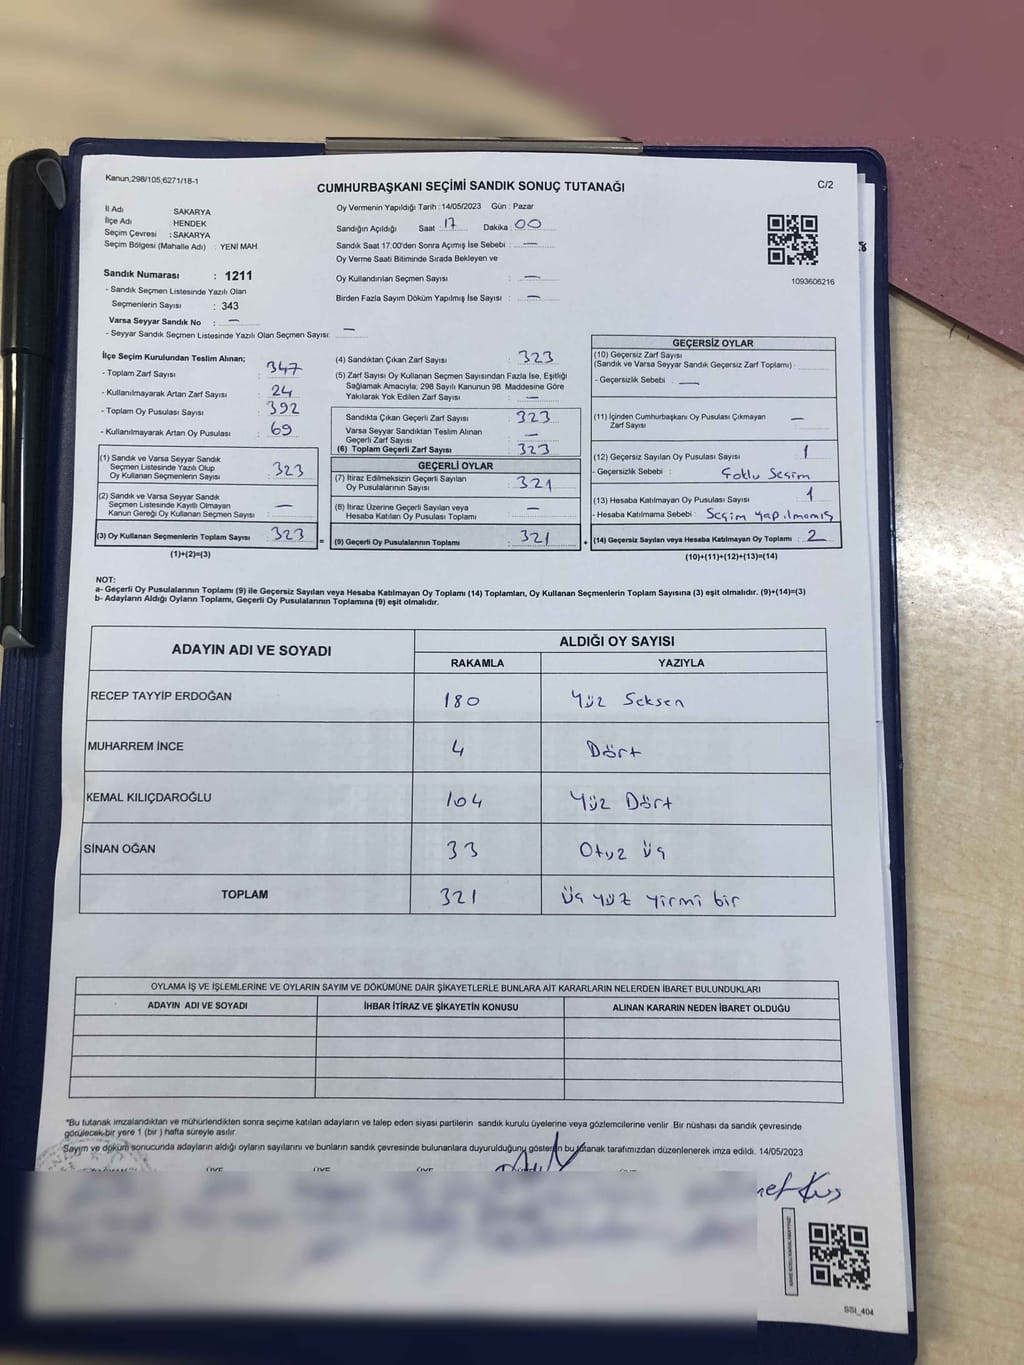 Kanun,298/105,6271/18-1
CUMHURBAŞKANI SEÇİMİ SANDIK SONUÇ TUTANAĞI
C/2
İl Adı : SAKARYA
İlçe Adı : HENDEK
Seçim Çevresi : SAKARYA
Seçim Bölgesi (Mahalle Adı) : YENİ MAH.
Oy Vermenin Yapıldığı Tarih : 14/05/2023 Gün : Pazar
Sandığın Açıldığı Saat : 17 Dakika : 00
Sandık Saat 17.00'den Sonra Açımış İse Sebebi : —
Oy Verme Saati Bitiminde Sırada Bekleyen ve
Oy Kullandırılan Seçmen Sayısı : —
Birden Fazla Sayım Döküm Yapılmış İse Sayısı : —
1093606216
Sandık Numarası : 1211
- Sandık Seçmen Listesinde Yazılı Olan
Seçmenlerin Sayısı : 343
Varsa Seyyar Sandık No : —
- Seyyar Sandık Seçmen Listesinde Yazılı Olan Seçmen Sayısı: —
İlçe Seçim Kurulundan Teslim Alınan;
- Toplam Zarf Sayısı : 347
- Kullanılmayarak Artan Zarf Sayısı : 24
- Toplam Oy Pusulası Sayısı : 392
- Kullanılmayarak Artan Oy Pusulası : 69
(1) Sandık ve Varsa Seyyar Sandık
Seçmen Listesinde Yazılı Olup
Oy Kullanan Seçmenlerin Sayısı : 323
(2) Sandık ve Varsa Seyyar Sandık
Seçmen Listesinde Kayıtlı Olmayan
Kanun Gereği Oy Kullanan Seçmen Sayısı : —
(3) Oy Kullanan Seçmenlerin Toplam Sayısı : 323
(1)+(2)=(3)
=
(4) Sandıktan Çıkan Zarf Sayısı : 323
(5) Zarf Sayısı Oy Kullanan Seçmen Sayısından Fazla İse, Eşitliği
Sağlamak Amacıyla; 298 Sayılı Kanunun 98. Maddesine Göre
Yakılarak Yok Edilen Zarf Sayısı : —
Sandıkta Çıkan Geçerli Zarf Sayısı : 323
Varsa Seyyar Sandıktan Teslim Alınan
Geçerli Zarf Sayısı : —
(6) Toplam Geçerli Zarf Sayısı : 323
GEÇERLİ OYLAR
(7) İtiraz Edilmeksizin Geçerli Sayılan
Oy Pusulalarının Sayısı : 321
(8) İtiraz Üzerine Geçerli Sayılan veya
Hesaba Katılan Oy Pusulası Toplamı : —
(9) Geçerli Oy Pusulalarının Toplamı : 321
+
GEÇERSİZ OYLAR
(10) Geçersiz Zarf Sayısı
(Sandık ve Varsa Seyyar Sandık Geçersiz Zarf Toplamı) :
- Geçersizlik Sebebi : —
(11) İçinden Cumhurbaşkanı Oy Pusulası Çıkmayan
Zarf Sayısı : —
(12) Geçersiz Sayılan Oy Pusulası Sayısı : 1
- Geçersizlik Sebebi : Çoklu Seçim
(13) Hesaba Katılmayan Oy Pusulası Sayısı : 1
- Hesaba Katılmama Sebebi : Seçim yapılmamış
(14) Geçersiz Sayılan veya Hesaba Katılmayan Oy Toplamı : 2
(10)+(11)+(12)+(13)=(14)
NOT:
a- Geçerli Oy Pusulalarının Toplamı (9) ile Geçersiz Sayılan veya Hesaba Katılmayan Oy Toplamı (14) Toplamları, Oy Kullanan Seçmenlerin Toplam Sayısına (3) eşit olmalıdır. (9)+(14)=(3)
b- Adayların Aldığı Oyların Toplamı, Geçerli Oy Pusulalarının Toplamına (9) eşit olmalıdır.
ADAYIN ADI VE SOYADI ALDIĞI OY SAYISI
RAKAMLA YAZIYLA
RECEP TAYYİP ERDOĞAN 180 Yüz Seksen
MUHARREM İNCE 4 Dört
KEMAL KILIÇDAROĞLU 104 Yüz Dört
SİNAN OĞAN 33 Otuz üç
TOPLAM 321 Üç yüz yirmi bir
OYLAMA İŞ VE İŞLEMLERİNE VE OYLARIN SAYIM VE DÖKÜMÜNE DAİR ŞİKAYETLERLE BUNLARA AİT KARARLARIN NELERDEN İBARET BULUNDUKLARI
ADAYIN ADI VE SOYADI İHBAR İTİRAZ VE ŞİKAYETİN KONUSU ALINAN KARARIN NEDEN İBARET OLDUĞU
*Bu tutanak imzalandıktan ve mühürlendikten sonra seçime katılan adayların ve talep eden siyasi partilerin sandık kurulu üyelerine veya gözlemcilerine verilir. Bir nüshası da sandık çevresinde
görülecek bir yere 1 (bir ) hafta süreyle asılır.
Sayım ve döküm sonucunda adayların aldığı oyların sayılarını ve bunların sandık çevresinde bulunanlara duyurulduğunu gösteren bu tutanak tarafımızdan düzenlenerek imza edildi. 14/05/2023
ÜYE ÜYE ÜYE
SSI_404